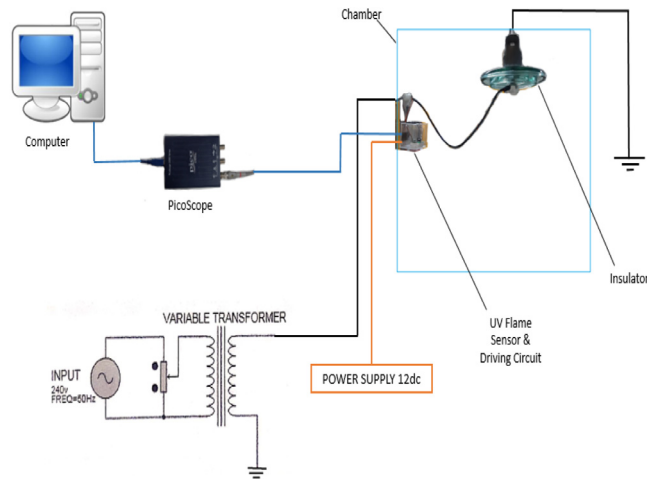 Chamber
Computer
PicoScope
Insulator
UV Flame
Sensor &
Driving Circuit
VARIABLE TRANSFORMER
INPUT
240v
FREQ=50Hz
POWER SUPPLY 12dc